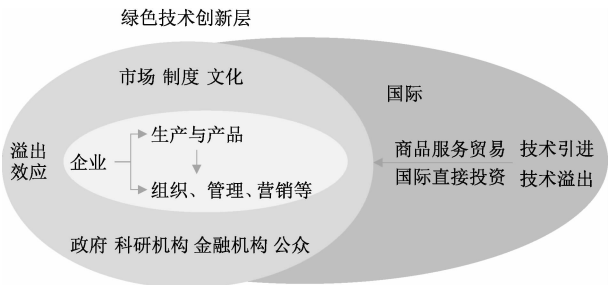 绿色技术创新层
市场 制度 文化
国际
溢出
效应
企业
生产与产品
组织、管理、营销等
商品服务贸易 技术引进
国际直接投资 技术溢出
政府 科研机构 金融机构 公众